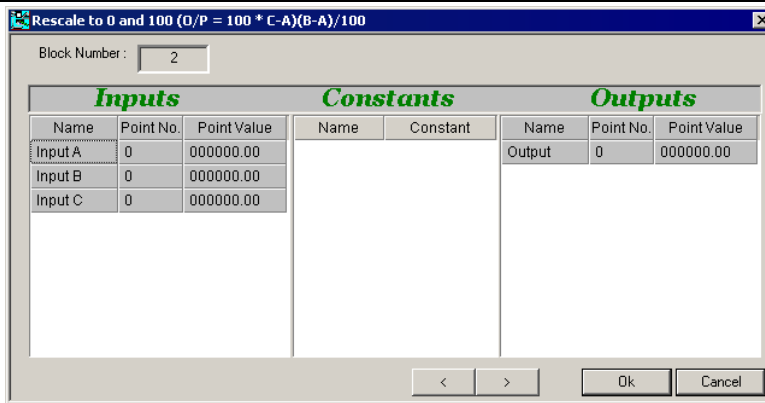 Rescale to 0 and 100 (O/P = 100 * C-A)(B-A)/100
Block Number : 2
Inputs Constants Outputs
Name Point No. Point Value Name Constant Name Point No. Point Value
Input A 0 000000.00 Output 0 000000.00
Input B 0 000000.00
Input C 0 000000.00
< > Ok Cancel